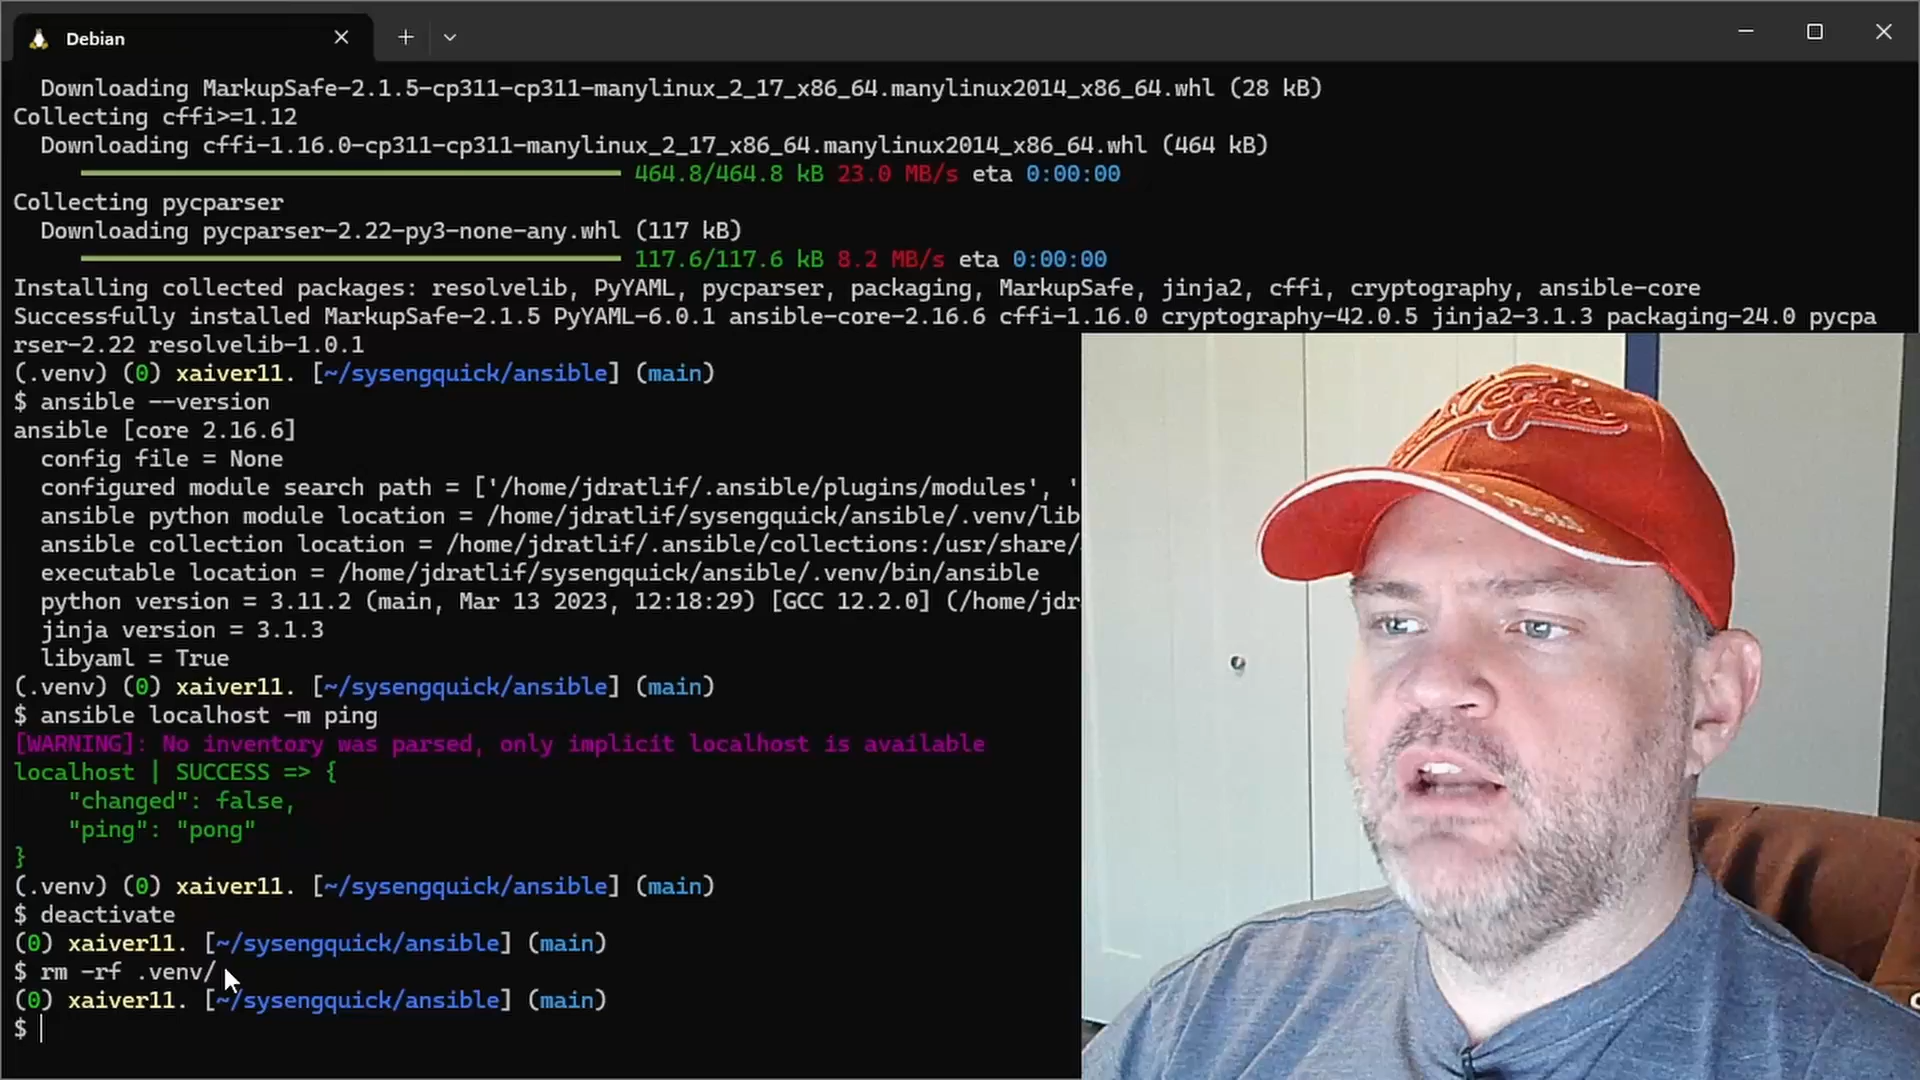 Debian
Downloading MarkupSafe-2.1.5-cp311-cp311-manylinux_2_17_x86_64.manylinux2014_x86_64.whl (28 kB)
Collecting cffi>=1.12
Downloading cffi-1.16.0-cp311-cp311-manylinux_2_17_x86_64.manylinux2014_x86_64.whl (464 kB)
464.8/464.8 kB 23.0 MB/s eta 0:00:00
Collecting pycparser
Downloading pycparser-2.22-py3-none-any.whl (117 kB)
117.6/117.6 kB 8.2 MB/s eta 0:00:00
Installing collected packages: resolvelib, PyYAML, pycparser, packaging, MarkupSafe, jinja2, cffi, cryptography, ansible-core
Successfully installed MarkupSafe-2.1.5 PyYAML-6.0.1 ansible-core-2.16.6 cffi-1.16.0 cryptography-42.0.5 jinja2-3.1.3 packaging-24.0 pycpa
rser-2.22 resolvelib-1.0.1
(.venv) (0) xaiver11. [~/sysengquick/ansible] (main)
$ ansible --version
ansible [core 2.16.6]
config file = None
configured module search path = ['/home/jdratlif/.ansible/plugins/modules', '
ansible python module location = /home/jdratlif/sysengquick/ansible/.venv/lib
ansible collection location = /home/jdratlif/.ansible/collections:/usr/share/
executable location = /home/jdratlif/sysengquick/ansible/.venv/bin/ansible
python version = 3.11.2 (main, Mar 13 2023, 12:18:29) [GCC 12.2.0] (/home/jdr
jinja version = 3.1.3
libyaml = True
(.venv) (0) xaiver11. [~/sysengquick/ansible] (main)
$ ansible localhost -m ping
[WARNING]: No inventory was parsed, only implicit localhost is available
localhost | SUCCESS => {
"changed": false,
"ping": "pong"
}
(.venv) (0) xaiver11. [~/sysengquick/ansible] (main)
$ deactivate
(0) xaiver11. [~/sysengquick/ansible] (main)
$ rm -rf .venv/
(0) xaiver11. [~/sysengquick/ansible] (main)
$